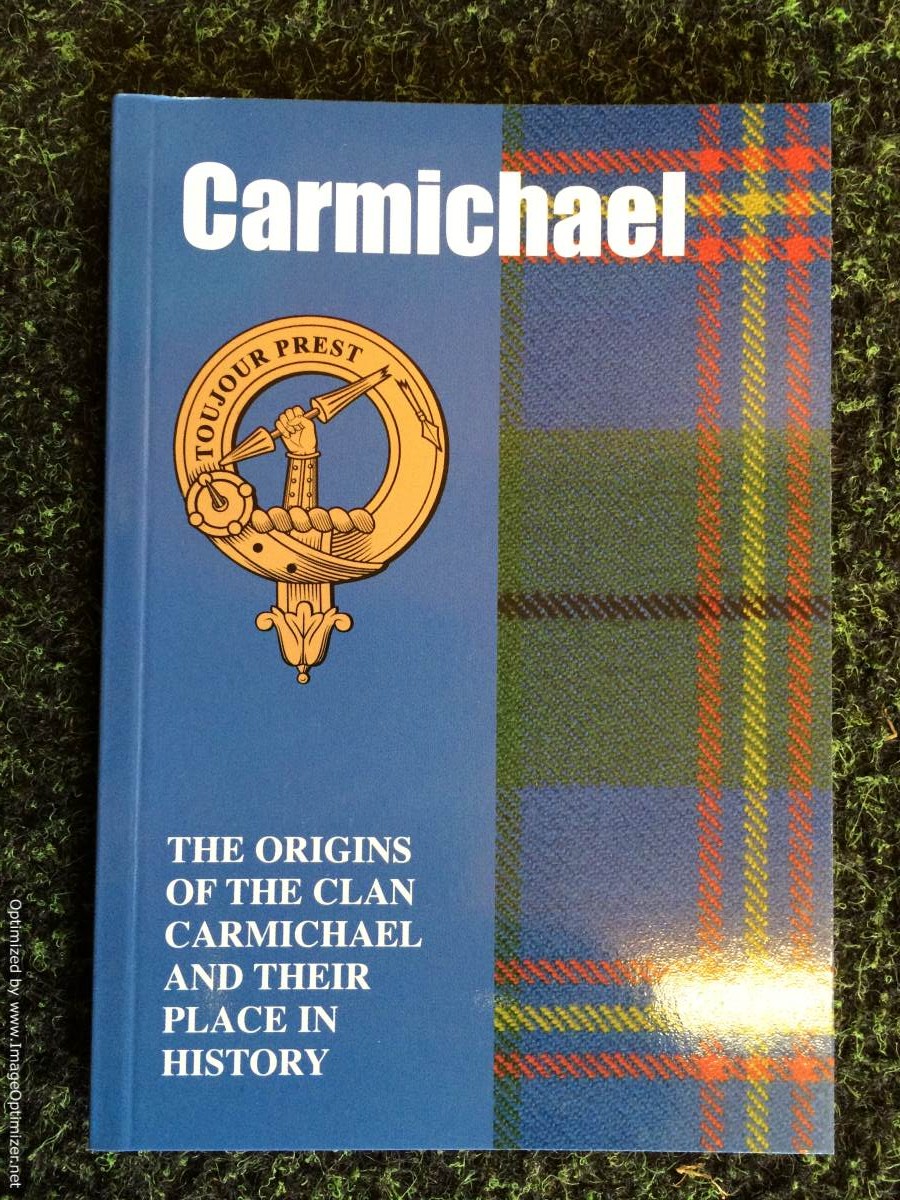 Carmichael
TOUJOUR PREST
THE ORIGINS
OF THE CLAN
CARMICHAEL
AND THEIR
PLACE IN
HISTORY
Optimized by www.ImageOptimizer.net